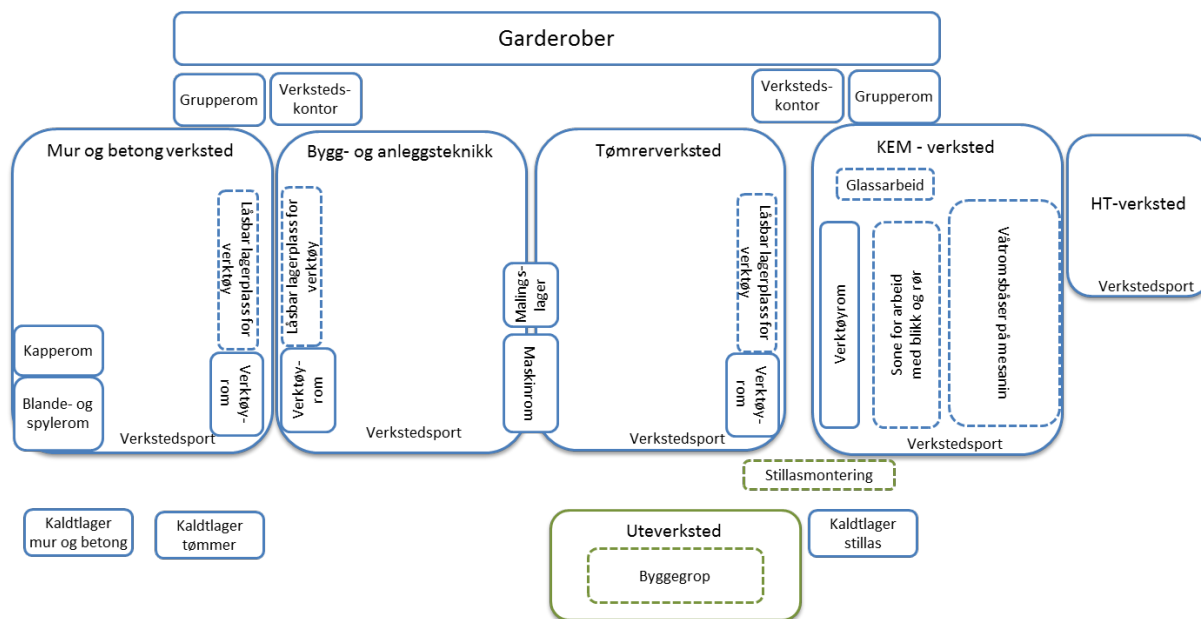 Garderober
Grupperom
Verksteds-
kontor
Verksteds-
kontor
Grupperom
Mur og betong verksted
Bygg- og anleggsteknikk
Tømrerverksted
KEM - verksted
HT-verksted
Låsbar lagerplass for
verktøy
Låsbar lagerplass for
verktøy
Malings-
lager
Låsbar lagerplass for
verktøy
Glassarbeid
Verktøyrom
Sone for arbeid
med blikk og rør
Våtromsbåser på mesanin
Verkstedsport
Kapperom
Blande- og
spylerom
Verktøy-
rom
Verktøy-
rom
Maskinrom
Verktøy-
rom
Verkstedsport
Verkstedsport
Verkstedsport
Verkstedsport
Stillasmontering
Kaldtlager
mur og betong
Kaldtlager
tømmer
Uteverksted
Byggegrop
Kaldtlager
stillas